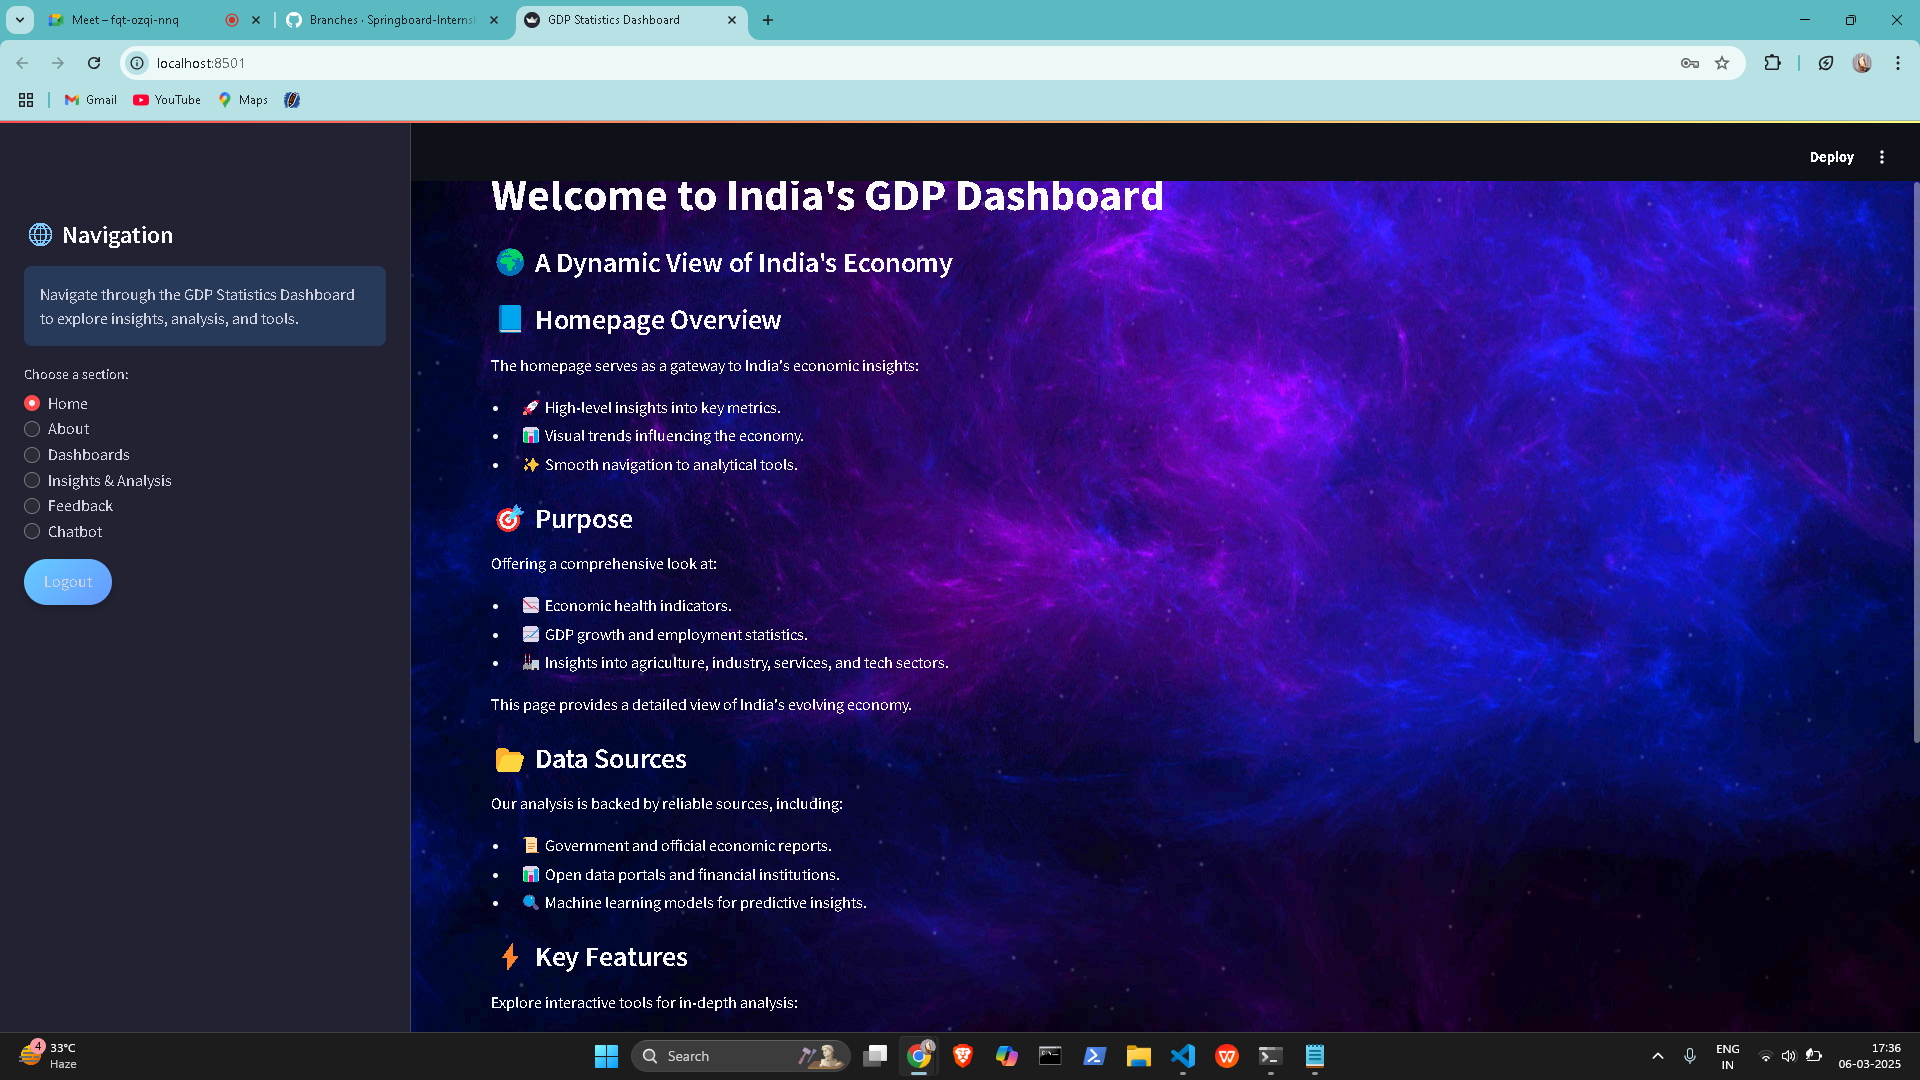 Meet – fqt-ozqi-nnq
Branches · Springboard-Interns
GDP Statistics Dashboard
localhost:8501
Gmail
YouTube
Maps
Deploy
Navigation
Navigate through the GDP Statistics Dashboard
to explore insights, analysis, and tools.
Choose a section:
Home
About
Dashboards
Insights & Analysis
Feedback
Chatbot
Logout
Welcome to India's GDP Dashboard
A Dynamic View of India's Economy
Homepage Overview
The homepage serves as a gateway to India's economic insights:
• High-level insights into key metrics.
• Visual trends influencing the economy.
• Smooth navigation to analytical tools.
Purpose
Offering a comprehensive look at:
• Economic health indicators.
• GDP growth and employment statistics.
• Insights into agriculture, industry, services, and tech sectors.
This page provides a detailed view of India's evolving economy.
Data Sources
Our analysis is backed by reliable sources, including:
• Government and official economic reports.
• Open data portals and financial institutions.
• Machine learning models for predictive insights.
Key Features
Explore interactive tools for in-depth analysis:
4
33°C
Haze
Search
ENG
IN
17:36
06-03-2025